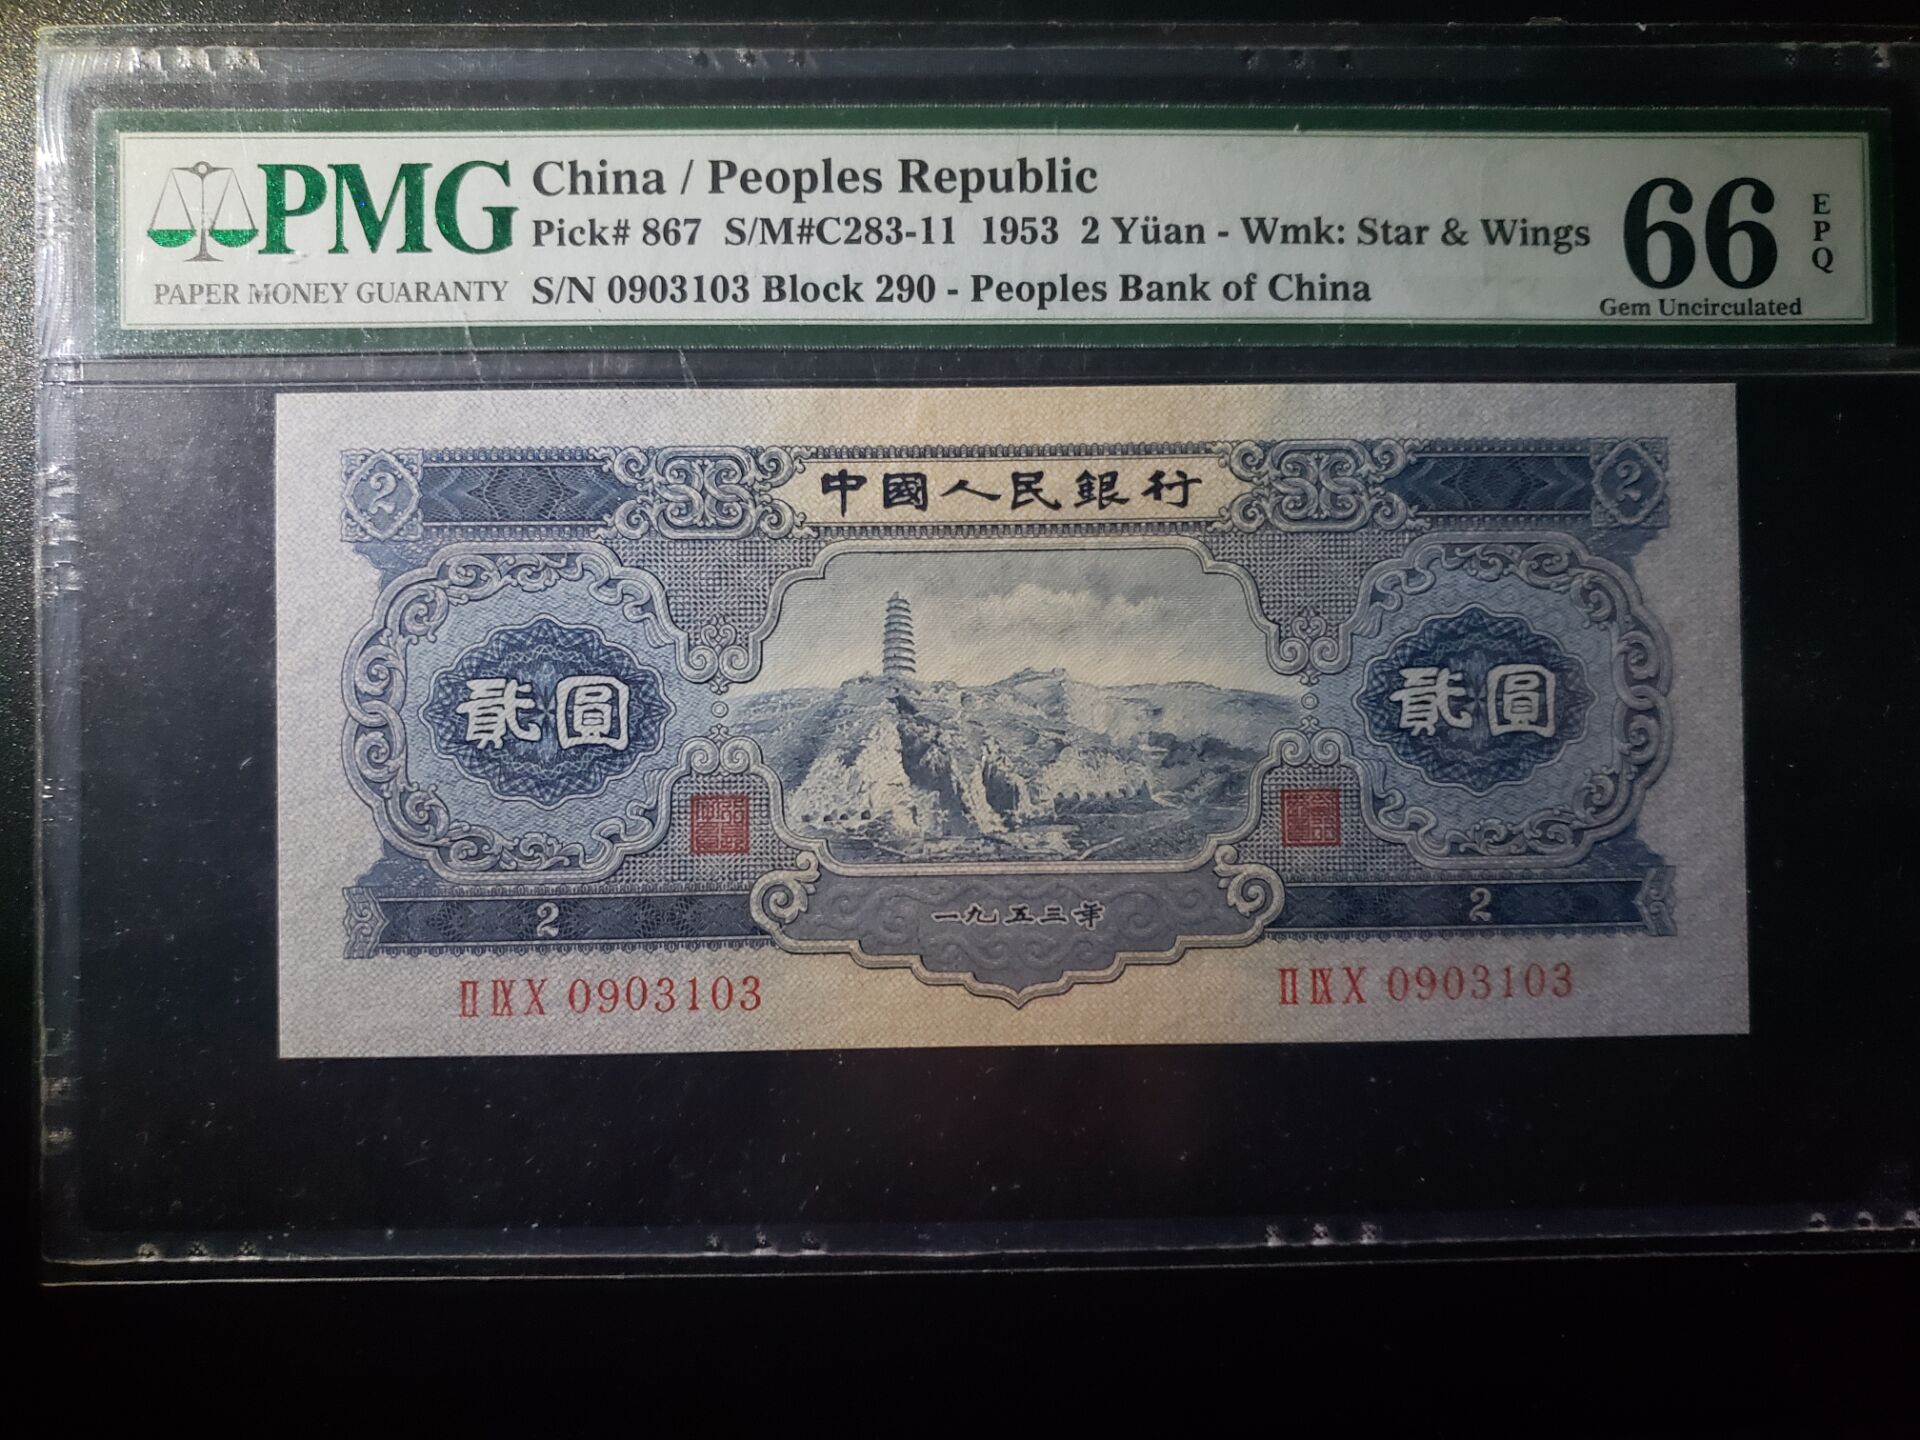 PMG
PAPER MONEY GUARANTY
China / Peoples Republic
Pick# 867 S/M#C283-11 1953 2 Yüan - Wmk: Star & Wings
S/N 0903103 Block 290 - Peoples Bank of China
66
EPQ
Gem Uncirculated
2
中國人民銀行
2
貳圓
貳圓
2
一九五三年
2
ⅡⅨⅩ 0903103
ⅡⅨⅩ 0903103